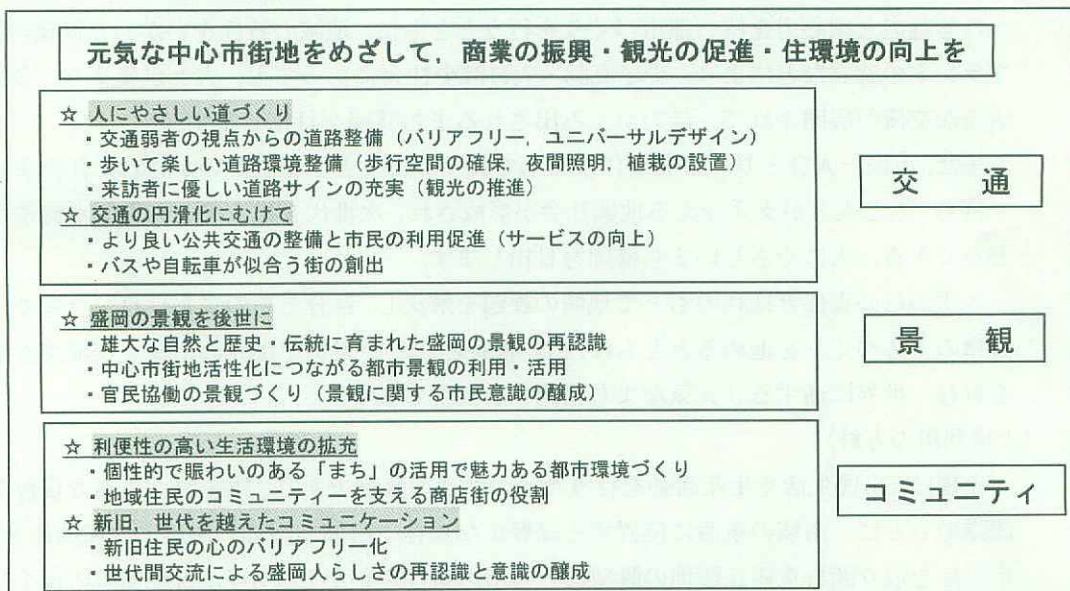 元気な中心市街地をめざして，商業の振興・観光の促進・住環境の向上を
☆ 人にやさしい道づくり
・交通弱者の視点からの道路整備（バリアフリー，ユニバーサルデザイン）
・歩いて楽しい道路環境整備（歩行空間の確保，夜間照明，植栽の設置）
・来訪者に優しい道路サインの充実（観光の推進）
☆ 交通の円滑化にむけて
・より良い公共交通の整備と市民の利用促進（サービスの向上）
・バスや自転車が似合う街の創出
交　通
☆ 盛岡の景観を後世に
・雄大な自然と歴史・伝統に育まれた盛岡の景観の再認識
・中心市街地活性化につながる都市景観の利用・活用
・官民協働の景観づくり（景観に関する市民意識の醸成）
景　観
☆ 利便性の高い生活環境の拡充
・個性的で賑わいのある「まち」の活用で魅力ある都市環境づくり
・地域住民のコミュニティーを支える商店街の役割
☆ 新旧，世代を越えたコミュニケーション
・新旧住民の心のバリアフリー化
・世代間交流による盛岡人らしさの再認識と意識の醸成
コミュニティ